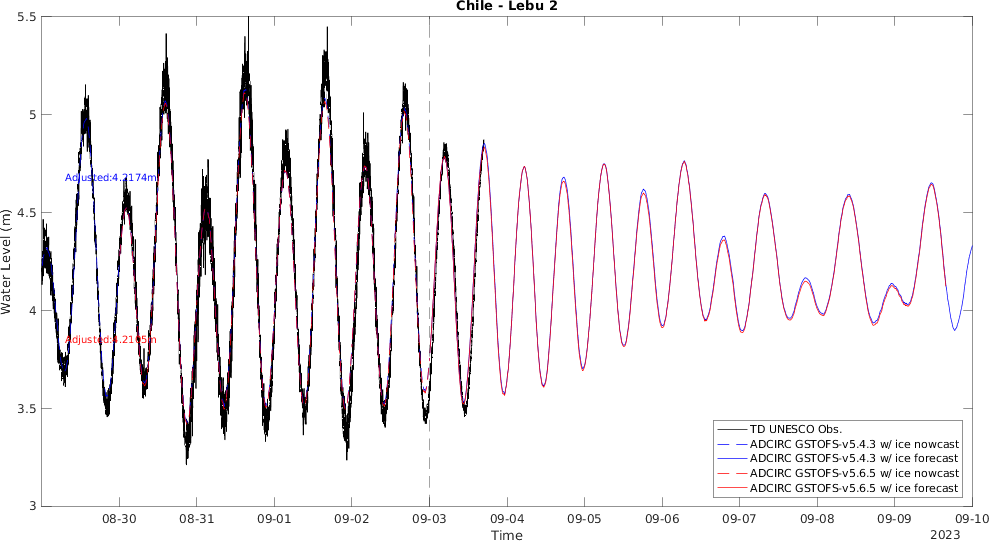 Chile - Lebu 2
5.5
5
4.5
4
3.5
3
Water Level (m)
Adjusted:4.2174m
Adjusted:4.2165m
TD UNESCO Obs.
ADCIRC GSTOFS-v5.4.3 w/ ice nowcast
ADCIRC GSTOFS-v5.4.3 w/ ice forecast
ADCIRC GSTOFS-v5.6.5 w/ ice nowcast
ADCIRC GSTOFS-v5.6.5 w/ ice forecast
08-30 08-31 09-01 09-02 09-03 09-04 09-05 09-06 09-07 09-08 09-09 09-10
Time
2023